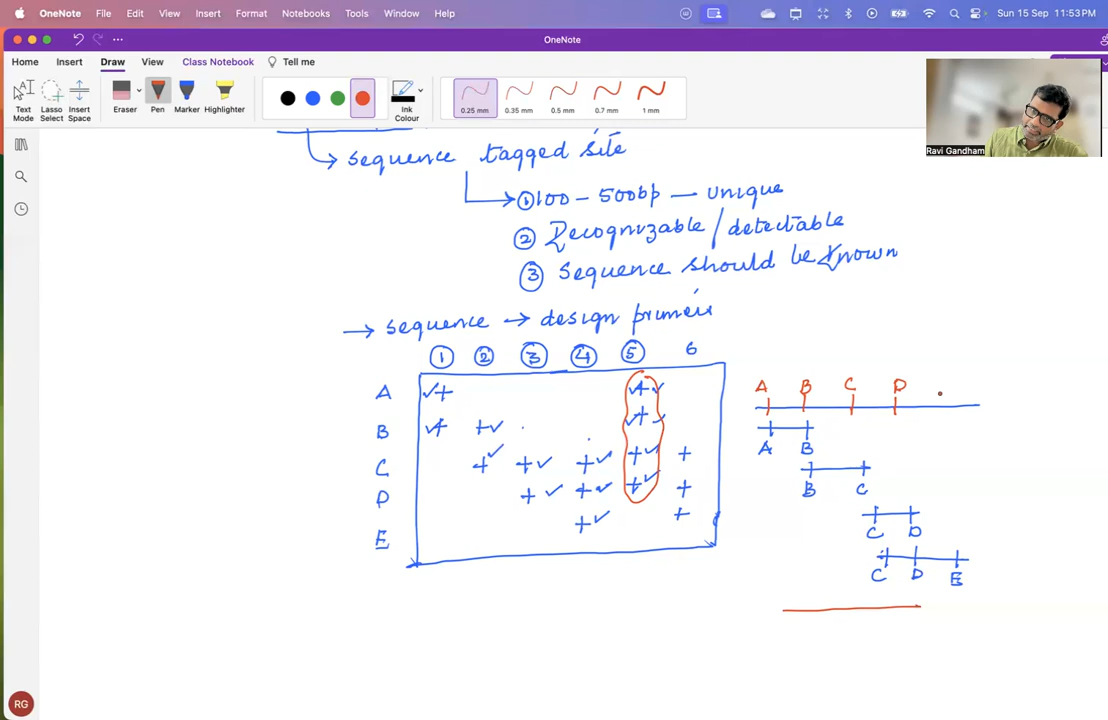 OneNote File Edit View Insert Format Notebooks Tools Window Help Sun 15 Sep 11:53PM
OneNote
Home Insert Draw View Class Notebook Tell me
Text Mode Lasso Select Insert Space Eraser Pen Marker Highlighter Ink Colour 0.25 mm 0.35 mm 0.5 mm 0.7 mm 1 mm
Ravi Gandham
→ sequence tagged site
→ ① 100 – 500bp — unique
② Recognizable / detectable
③ Sequence should be known
→ sequence → design primers
① ② ③ ④ ⑤ 6
A ✓+ + ✓
B + +✓ ✓+ ✓
C +✓ +✓ +✓ +✓ +
D +✓ +✓ +✓ +
E +✓ +
A B C D
A B
B C
C D
C D E
RG